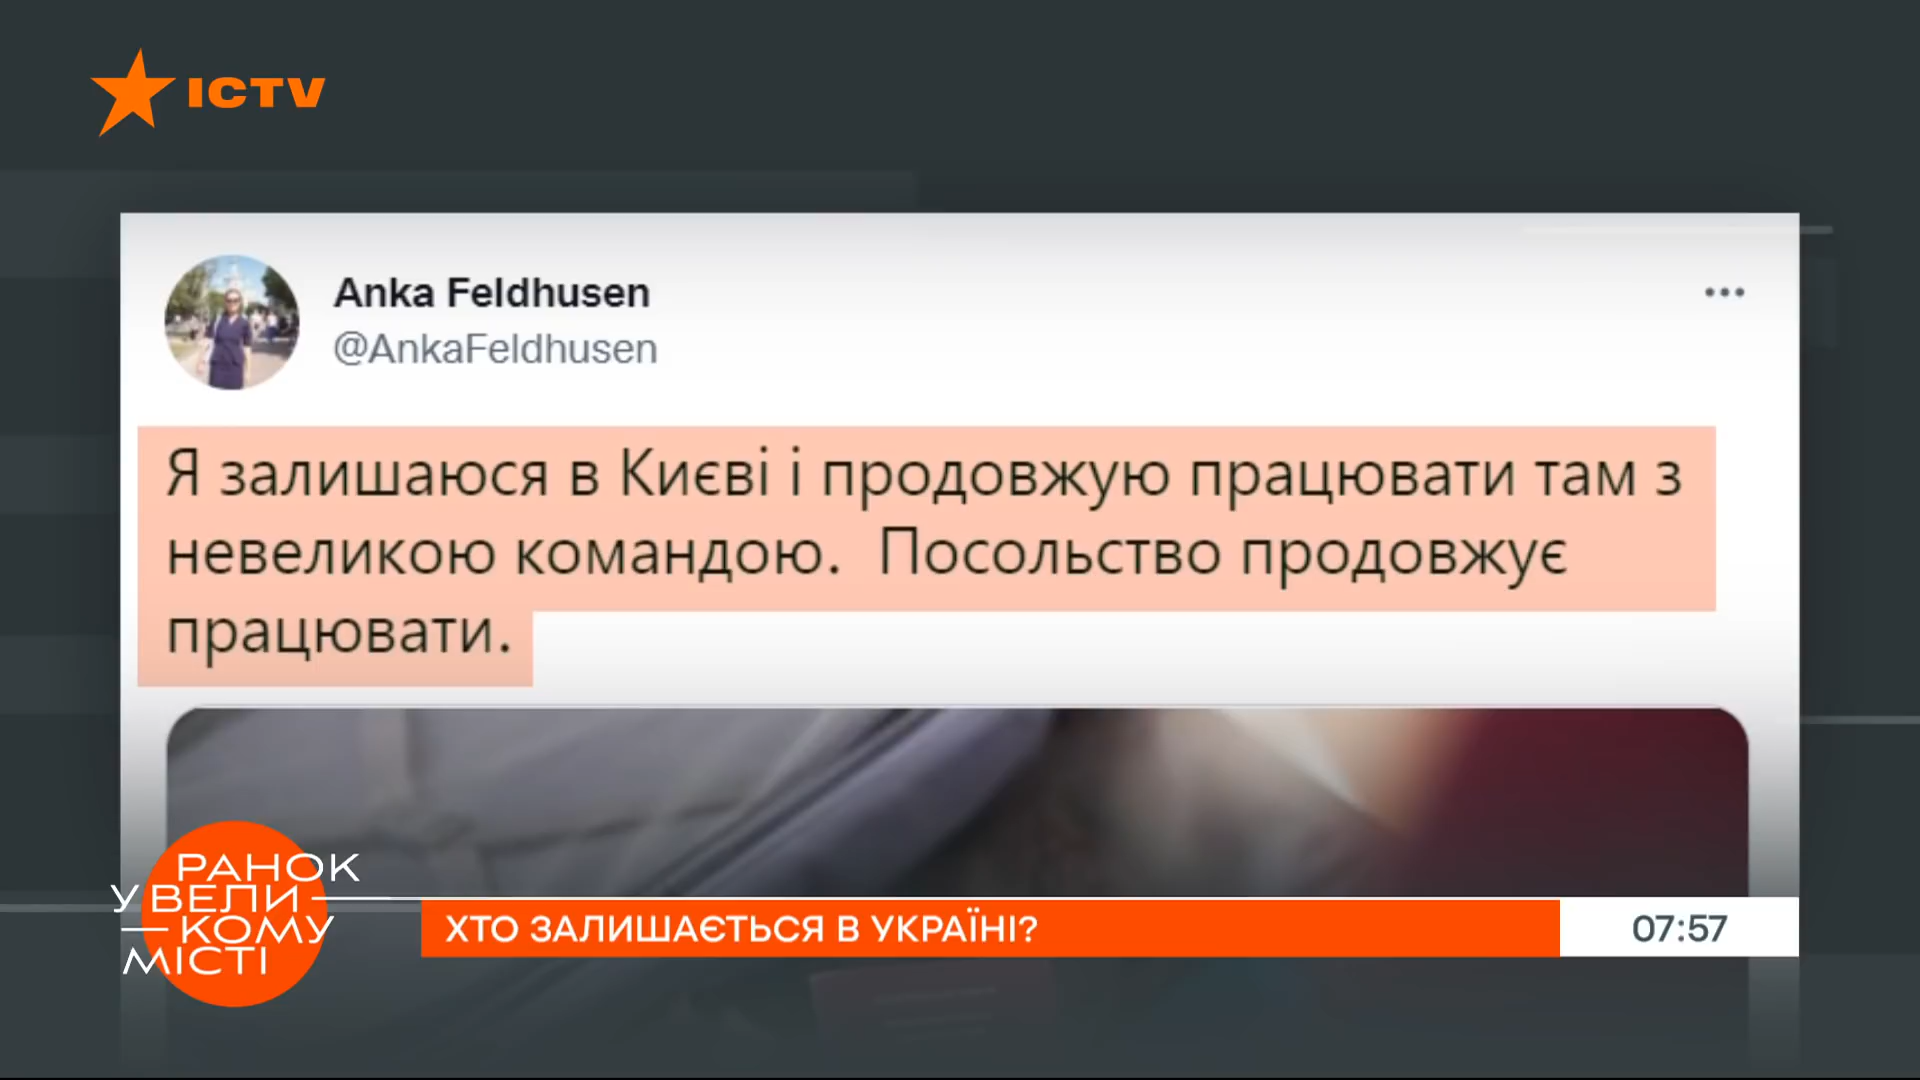 ICTV
Anka Feldhusen
@AnkaFeldhusen
Я залишаюся в Києві і продовжую працювати там з
невеликою командою. Посольство продовжує
працювати.
РАНОК
У ВЕЛИ
КОМУ
МІСТІ
ХТО ЗАЛИШАЄТЬСЯ В УКРАЇНІ?
07:57